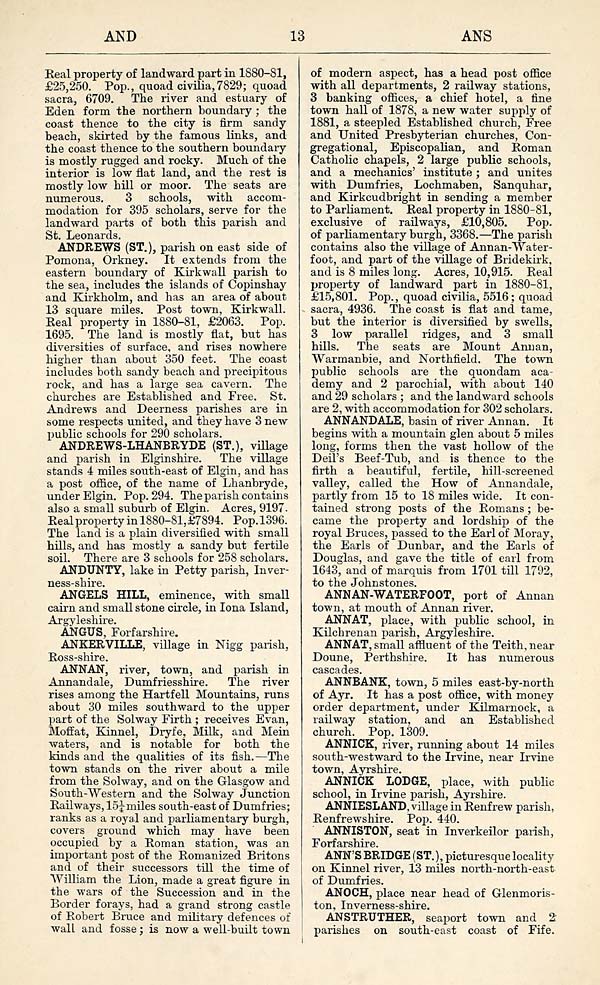 AND 13 ANS
Real property of landward part in 1880-81,
£25,250. Pop., quoad civilia, 7829; quoad
sacra, 6709. The river and estuary of
Eden form the northern boundary; the
coast thence to the city is firm sandy
beach, skirted by the famous links, and
the coast thence to the southern boundary
is mostly rugged and rocky. Much of the
interior is low flat land, and the rest is
mostly low hill or moor. The seats are
numerous. 3 schools, with accom-
modation for 395 scholars, serve for the
landward parts of both this parish and
St. Leonards.
ANDREWS (ST.), parish on east side of
Pomona, Orkney. It extends from the
eastern boundary of Kirkwall parish to
the sea, includes the islands of Copinshay
and Kirkholm, and has an area of about
13 square miles. Post town, Kirkwall.
Real property in 1880-81, £2063. Pop.
1695. The land is mostly flat, but has
diversities of surface, and rises nowhere
higher than about 350 feet. The coast
includes both sandy beach and precipitous
rock, and has a large sea cavern. The
churches are Established and Free. St.
Andrews and Deerness parishes are in
some respects united, and they have 3 new
public schools for 290 scholars.
ANDREWS-LHANBRYDE (ST.), village
and parish in Elginshire. The village
stands 4 miles south-east of Elgin, and has
a post office, of the name of Lhanbryde,
under Elgin. Pop. 294. The parish contains
also a small suburb of Elgin. Acres, 9197.
Real property in 1880-81, £7894. Pop. 1396.
The land is a plain diversified with small
hills, and has mostly a sandy but fertile
soil. There are 3 schools for 258 scholars.
ANDUNTY, lake in Petty parish, Inver-
ness-shire.
ANGELS HILL, eminence, with small
cairn and small stone circle, in Iona Island,
Argyleshire.
ANGUS, Forfarshire.
ANKERVILLE, village in Nigg parish,
Ross-shire.
ANNAN, river, town, and parish in
Annandale, Dumfriesshire. The river
rises among the Hartfell Mountains, runs
about 30 miles southward to the upper
part of the Solway Firth; receives Evan,
Moffat, Kinnel, Dryfe, Milk, and Mein
waters, and is notable for both the
kinds and the qualities of its fish.—The
town stands on the river about a mile
from the Solway, and on the Glasgow and
South-Western and the Solway Junction
Railways, 15¼ miles south-east of Dumfries;
ranks as a royal and parliamentary burgh,
covers ground which may have been
occupied by a Roman station, was an
important post of the Romanized Britons
and of their successors till the time of
William the Lion, made a great figure in
the wars of the Succession and in the
Border forays, had a grand strong castle
of Robert Bruce and military defences of
wall and fosse; is now a well-built town
of modern aspect, has a head post office
with all departments, 2 railway stations,
3 banking offices, a chief hotel, a fine
town hall of 1878, a new water supply of
1881, a steepled Established church, Free
and United Presbyterian churches, Con-
gregational, Episcopalian, and Roman
Catholic chapels, 2 large public schools,
and a mechanics' institute; and unites
with Dumfries, Lochmaben, Sanquhar,
and Kirkcudbright in sending a member
to Parliament. Real property in 1880-81,
exclusive of railways, £10,805. Pop.
of parliamentary burgh, 3368.—The parish
contains also the village of Annan-Water-
foot, and part of the village of Bridekirk,
and is 8 miles long. Acres, 10,915. Real
property of landward part in 1880-81,
£15,801. Pop., quoad civilia, 5516; quoad
sacra, 4936. The coast is flat and tame,
but the interior is diversified by swells,
3 low parallel ridges, and 3 small
hills. The seats are Mount Annan,
Warmanbie, and Northfield. The town
public schools are the quondam aca-
demy and 2 parochial, with about 140
and 29 scholars; and the landward schools
are 2, with accommodation for 302 scholars.
ANNANDALE, basin of river Annan. It
begins with a mountain glen about 5 miles
long, forms then the vast hollow of the
Deil's Beef-Tub, and is thence to the
firth a beautiful, fertile, hill-screened
valley, called the How of Annandale,
partly from 15 to 18 miles wide. It con-
tained strong posts of the Romans; be-
came the property and lordship of the
royal Bruces, passed to the Earl of Moray,
the Earls of Dunbar, and the Earls of
Douglas, and gave the title of earl from
1643, and of marquis from 1701 till 1792,
to the Johnstones.
ANNAN-WATERFOOT, port of Annan
town, at mouth of Annan river.
ANNAT, place, with public school, in
Kilchrenan parish, Argyleshire.
ANNAT, small affluent of the Teith, near
Doune, Perthshire. It has numerous
cascades.
ANNBANK, town, 5 miles east-by-north
of Ayr. It has a post office, with money
order department, under Kilmarnock, a
railway station, and an Established
church. Pop. 1309.
ANNICK, river, running about 14 miles
south-westward to the Irvine, near Irvine
town, Ayrshire.
ANNICK LODGE, place, with public
school, in Irvine parish, Ayrshire.
ANNIESLAND, village in Renfrew parish,
Renfrewshire. Pop. 440.
ANNISTON, seat in Inverkeilor parish,
Forfarshire.
ANN'S BRIDGE (ST.), picturesque locality
on Kinnel river, 13 miles north-north-east
of Dumfries.
ANOCH, place near head of Glenmoris-
ton, Inverness-shire.
ANSTRUTHER, seaport town and 2
parishes on south-east coast of Fife.